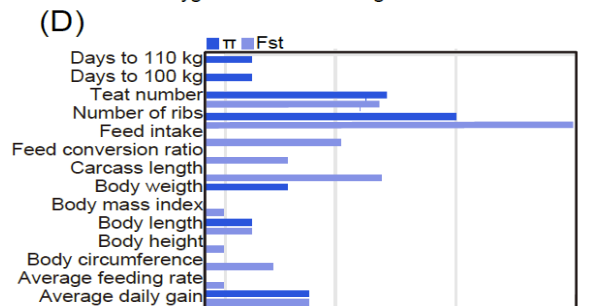 (D)
π Fst
Days to 110 kg
Days to 100 kg
Teat number
Number of ribs
Feed intake
Feed conversion ratio
Carcass length
Body weigth
Body mass index
Body length
Body height
Body circumference
Average feeding rate
Average daily gain